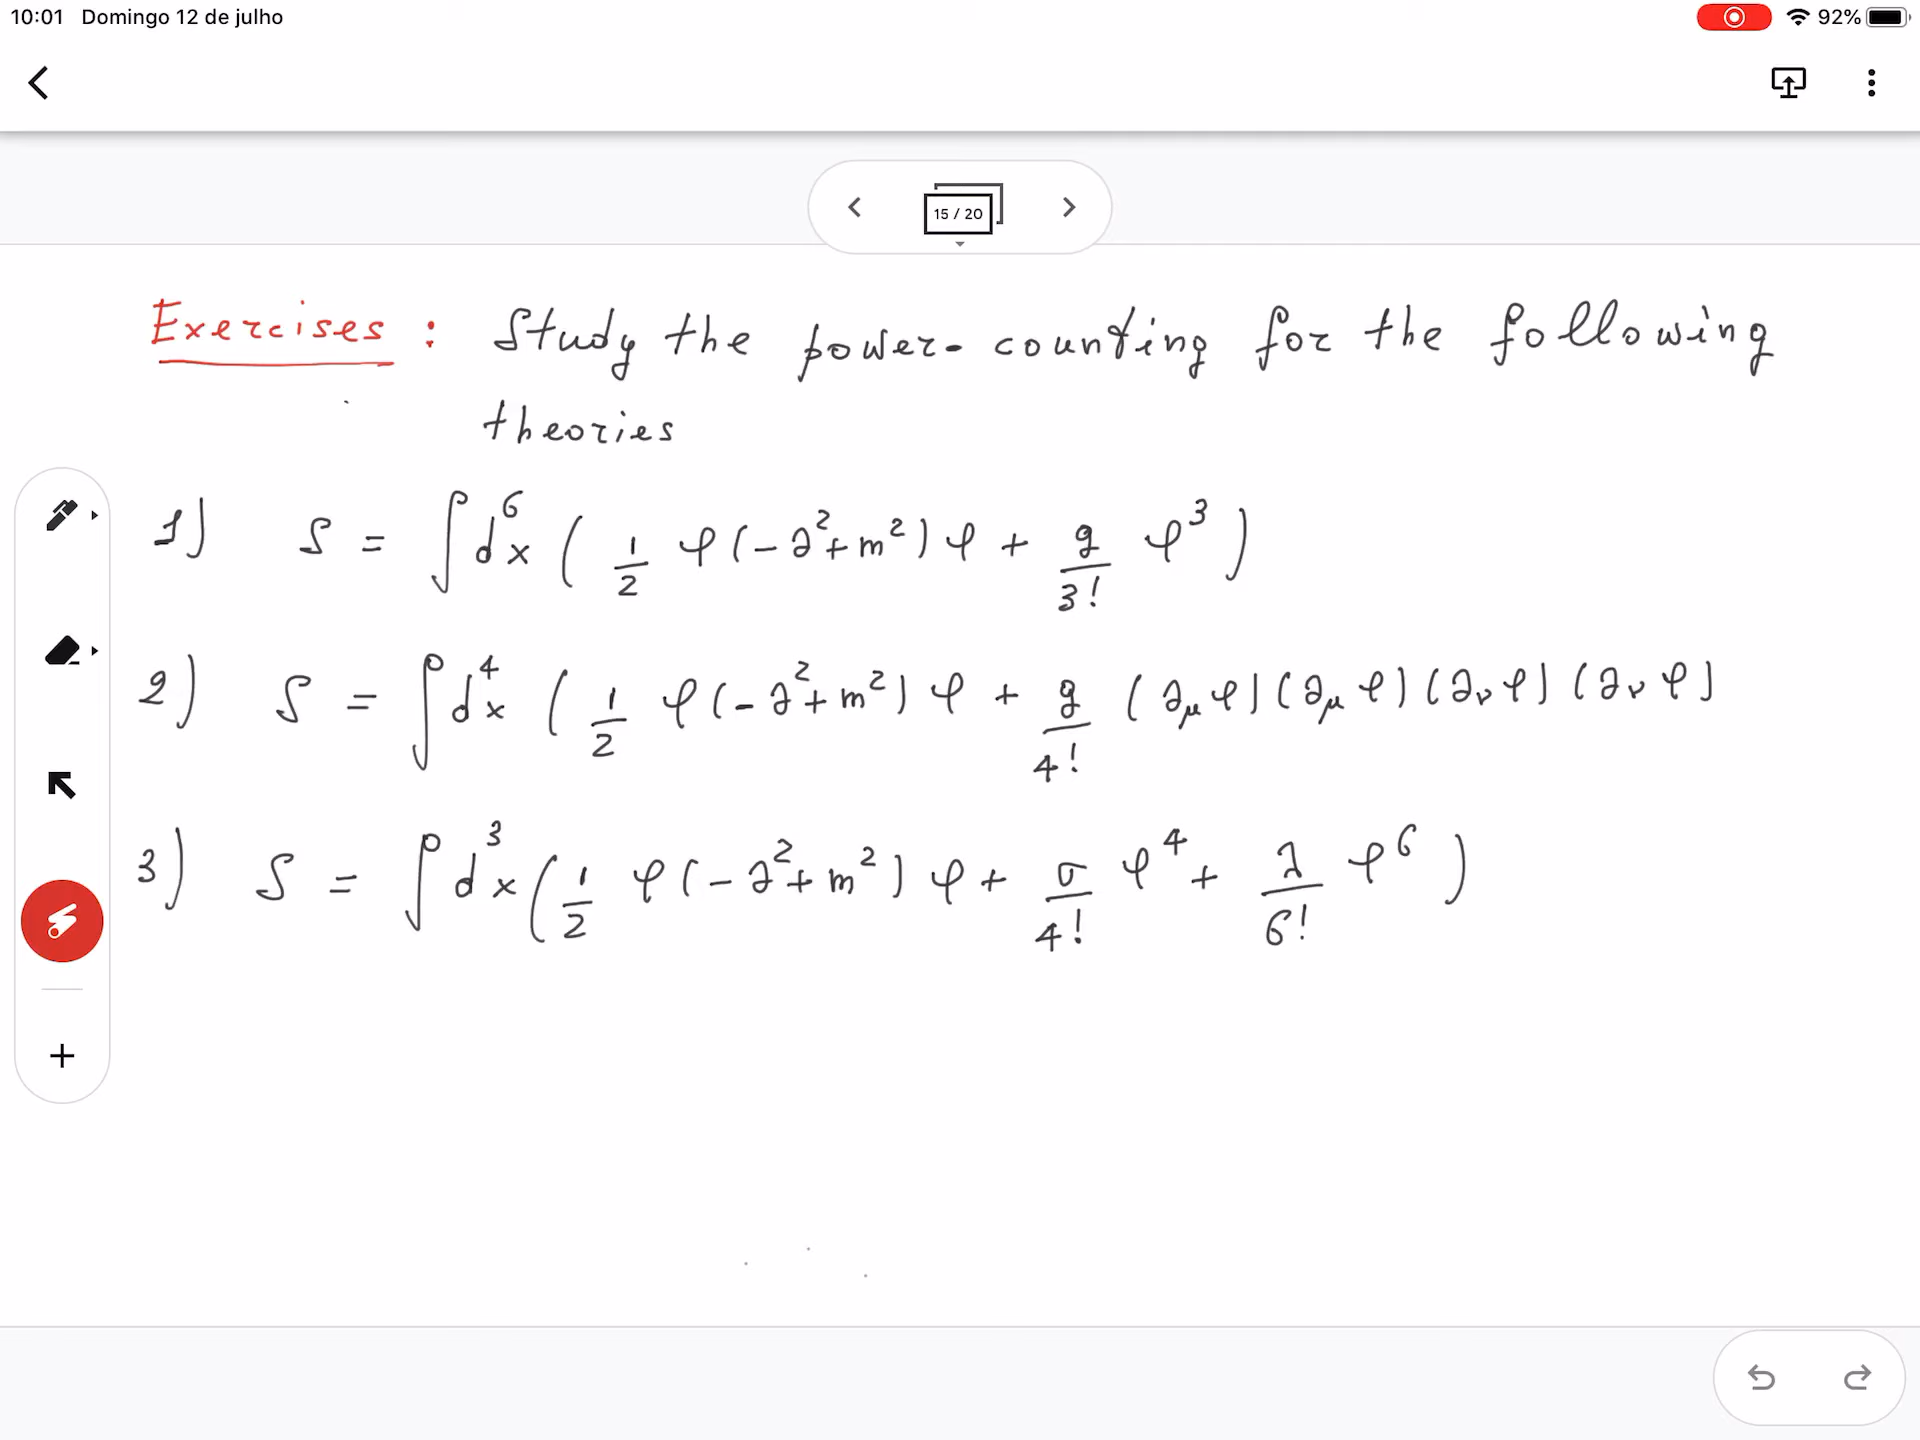 10:01 Domingo 12 de julho 92%
15 / 20
Exercises : Study the power-counting for the following
theories
1) S = ∫ d⁶x ( 1/2 φ(-∂²+m²)φ + g/3! φ³ )
2) S = ∫ d⁴x ( 1/2 φ(-∂²+m²)φ + g/4! (∂μφ)(∂μφ)(∂νφ)(∂νφ)
3) S = ∫ d³x ( 1/2 φ(-∂²+m²)φ + σ/4! φ⁴ + λ/6! φ⁶ )